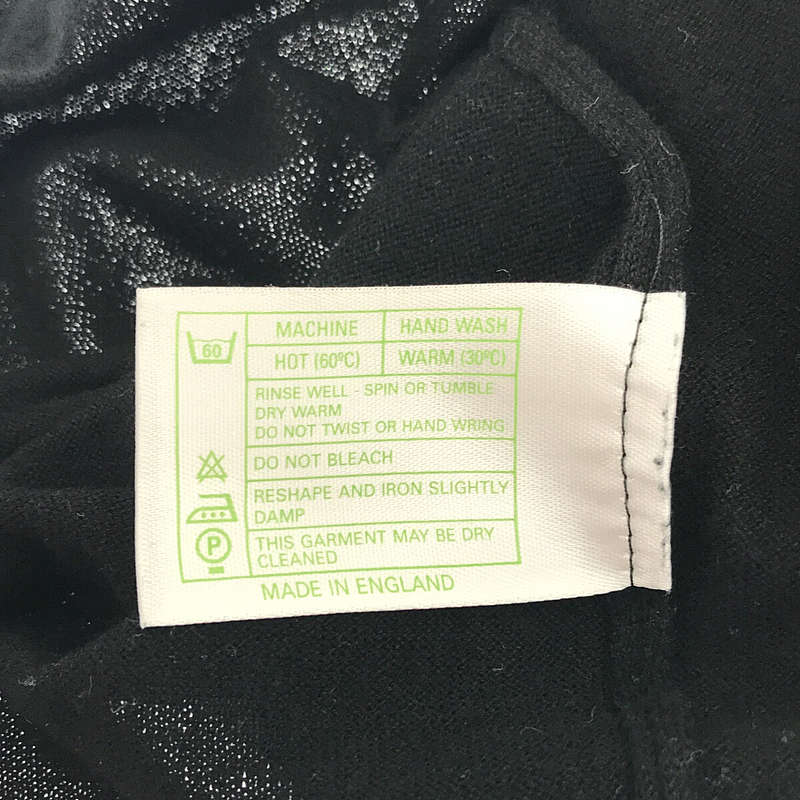 60
MACHINE HAND WASH
HOT (60ºC) WARM (30ºC)
RINSE WELL - SPIN OR TUMBLE
DRY WARM
DO NOT TWIST OR HAND WRING
DO NOT BLEACH
RESHAPE AND IRON SLIGHTLY
DAMP
P
THIS GARMENT MAY BE DRY
CLEANED
MADE IN ENGLAND